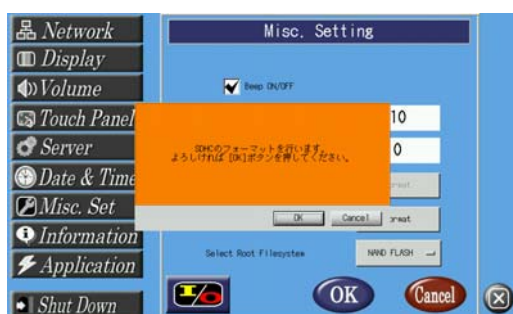 Network
Display
Volume
Touch Panel
Server
Date & Time
Misc. Set
Information
Application
Shut Down
Misc. Setting
Beep ON/OFF
10
0
SDHCのフォーマットを行います。
よろしければ [OK]ボタンを押してください。
OK
Cancel
rmat
rmat
Select Root Filesystem
NAND FLASH
I/O
OK
Cancel